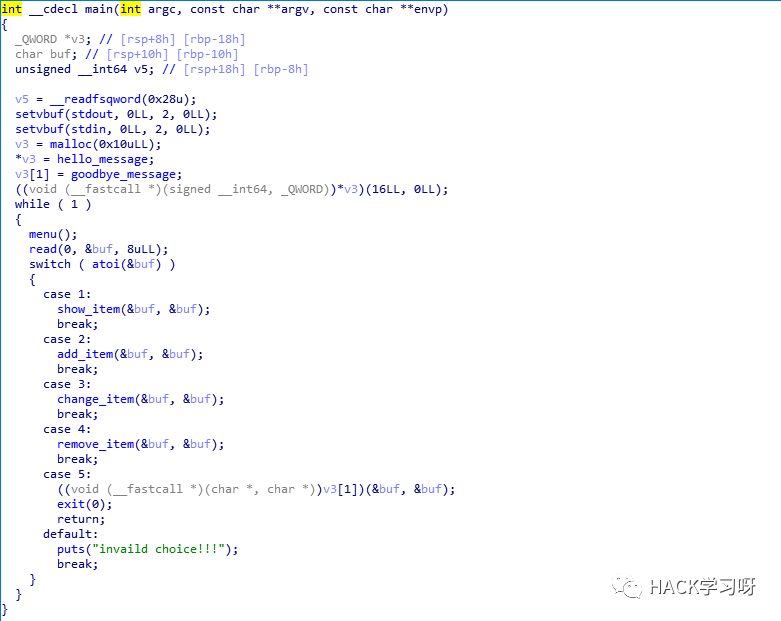 int __cdecl main(int argc, const char **argv, const char **envp)
{
  _QWORD *v3; // [rsp+8h] [rbp-18h]
  char buf; // [rsp+10h] [rbp-10h]
  unsigned __int64 v5; // [rsp+18h] [rbp-8h]

  v5 = __readfsqword(0x28u);
  setvbuf(stdout, 0LL, 2, 0LL);
  setvbuf(stdin, 0LL, 2, 0LL);
  v3 = malloc(0x10uLL);
  *v3 = hello_message;
  v3[1] = goodbye_message;
  ((void (__fastcall *)(signed __int64, _QWORD))*v3)(16LL, 0LL);
  while ( 1 )
  {
    menu();
    read(0, &buf, 8uLL);
    switch ( atoi(&buf) )
    {
      case 1:
        show_item(&buf, &buf);
        break;
      case 2:
        add_item(&buf, &buf);
        break;
      case 3:
        change_item(&buf, &buf);
        break;
      case 4:
        remove_item(&buf, &buf);
        break;
      case 5:
        ((void (__fastcall *)(char *, char *))v3[1])(&buf, &buf);
        exit(0);
        return;
      default:
        puts("invaild choice!!!");
        break;
    }
  }
}
HACK学习呀